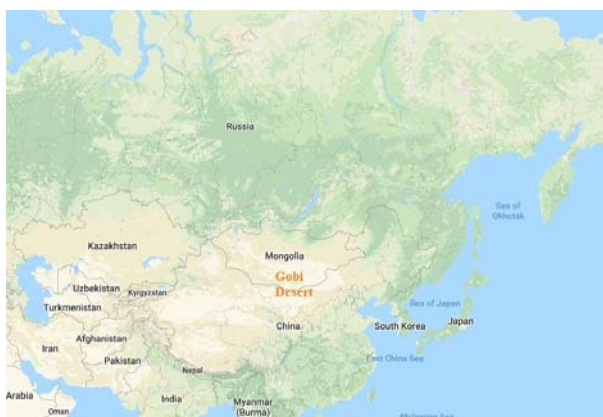 Russia
Sea of
Okhotsk
Kazakhstan
Mongolia
Gobi
Desert
Uzbekistan
Kyrgyzstan
Turkmenistan
Sea of Japan
China
South Korea
Japan
Afghanistan
Iran
Pakistan
East China Sea
Nepal
Arabia
India
Myanmar
(Burma)
Oman